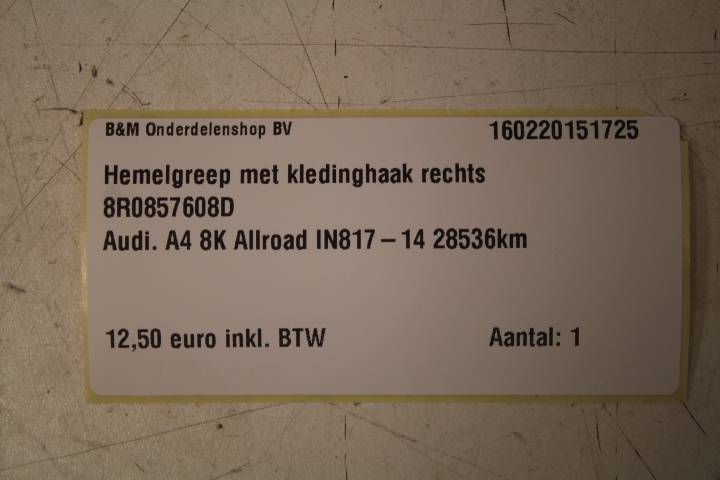 B&M Onderdelenshop BV 160220151725
Hemelgreep met kledinghaak rechts
8R0857608D
Audi. A4 8K Allroad IN817 – 14 28536km
12,50 euro inkl. BTW Aantal: 1